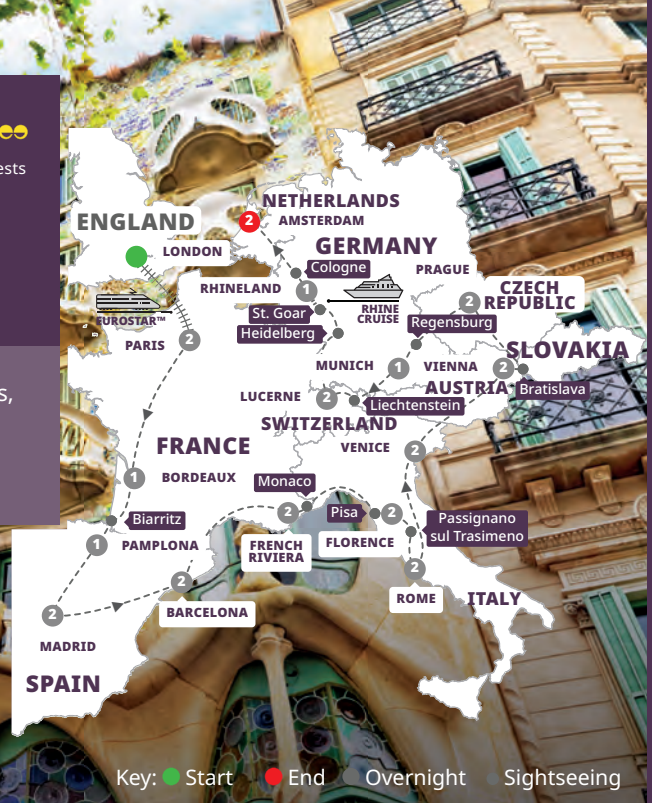 ests
s,
ENGLAND
LONDON
EUROSTAR™
PARIS
2
NETHERLANDS
2
AMSTERDAM
GERMANY
Cologne
RHINELAND
1
St. Goar
Heidelberg
RHINE
CRUISE
PRAGUE
2
CZECH
REPUBLIC
Regensburg
SLOVAKIA
MUNICH
1
VIENNA
2
AUSTRIA
Bratislava
LUCERNE
2
Liechtenstein
SWITZERLAND
VENICE
2
FRANCE
1
BORDEAUX
Biarritz
1
PAMPLONA
Monaco
2
FRENCH
RIVIERA
Pisa
2
FLORENCE
Passignano
sul Trasimeno
2
ROME
ITALY
2
BARCELONA
2
MADRID
SPAIN
Key: Start End Overnight Sightseeing